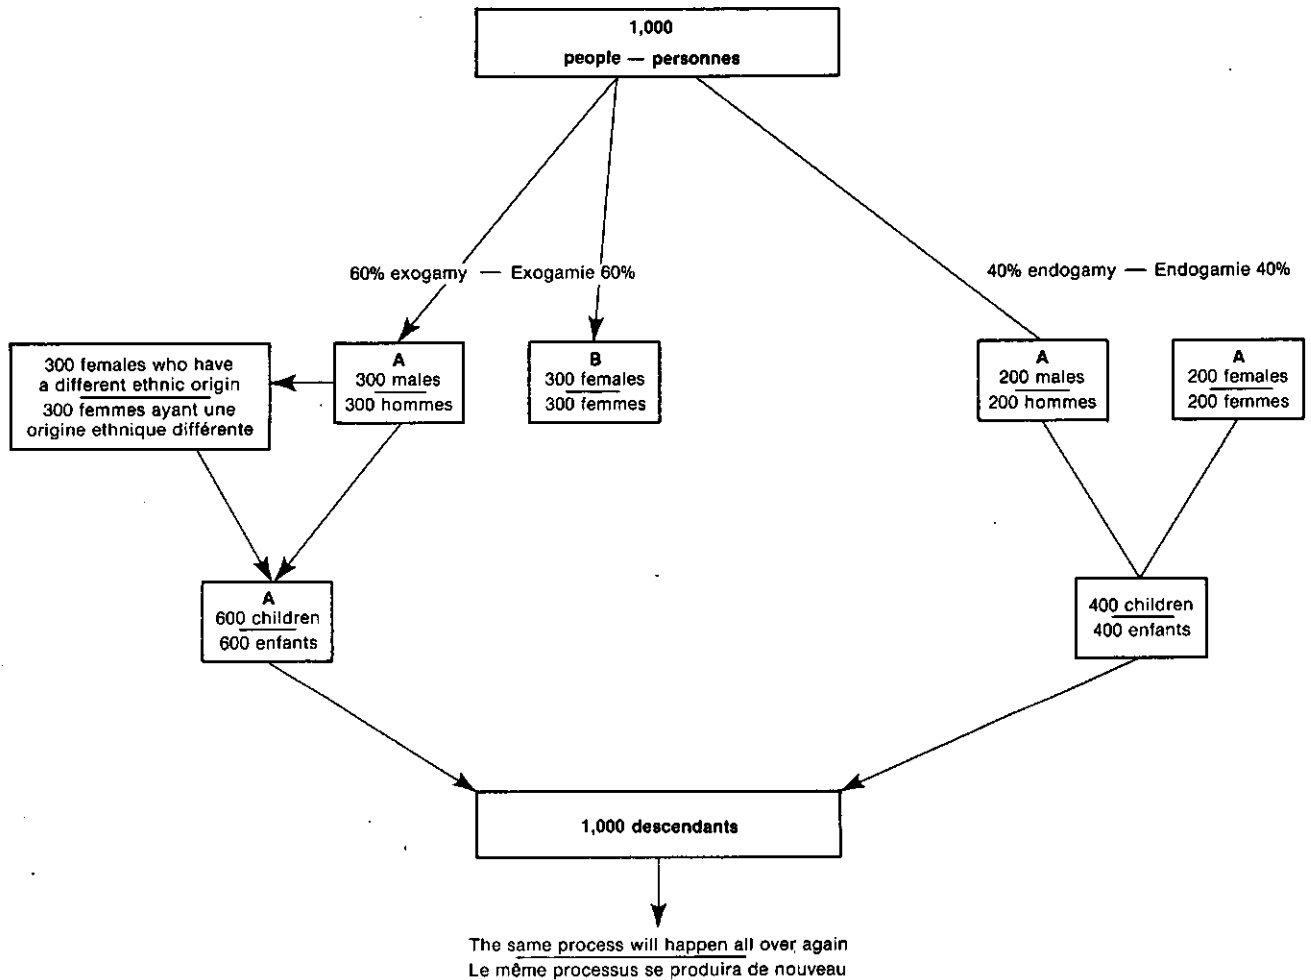 1,000
people — personnes
60% exogamy — Exogamie 60%
40% endogamy — Endogamie 40%
300 females who have
a different ethnic origin
300 femmes ayant une
origine ethnique différente
A
300 males
300 hommes
B
300 females
300 femmes
A
200 males
200 hommes
A
200 females
200 femmes
A
600 children
600 enfants
400 children
400 enfants
1,000 descendants
The same process will happen all over again
Le même processus se produira de nouveau